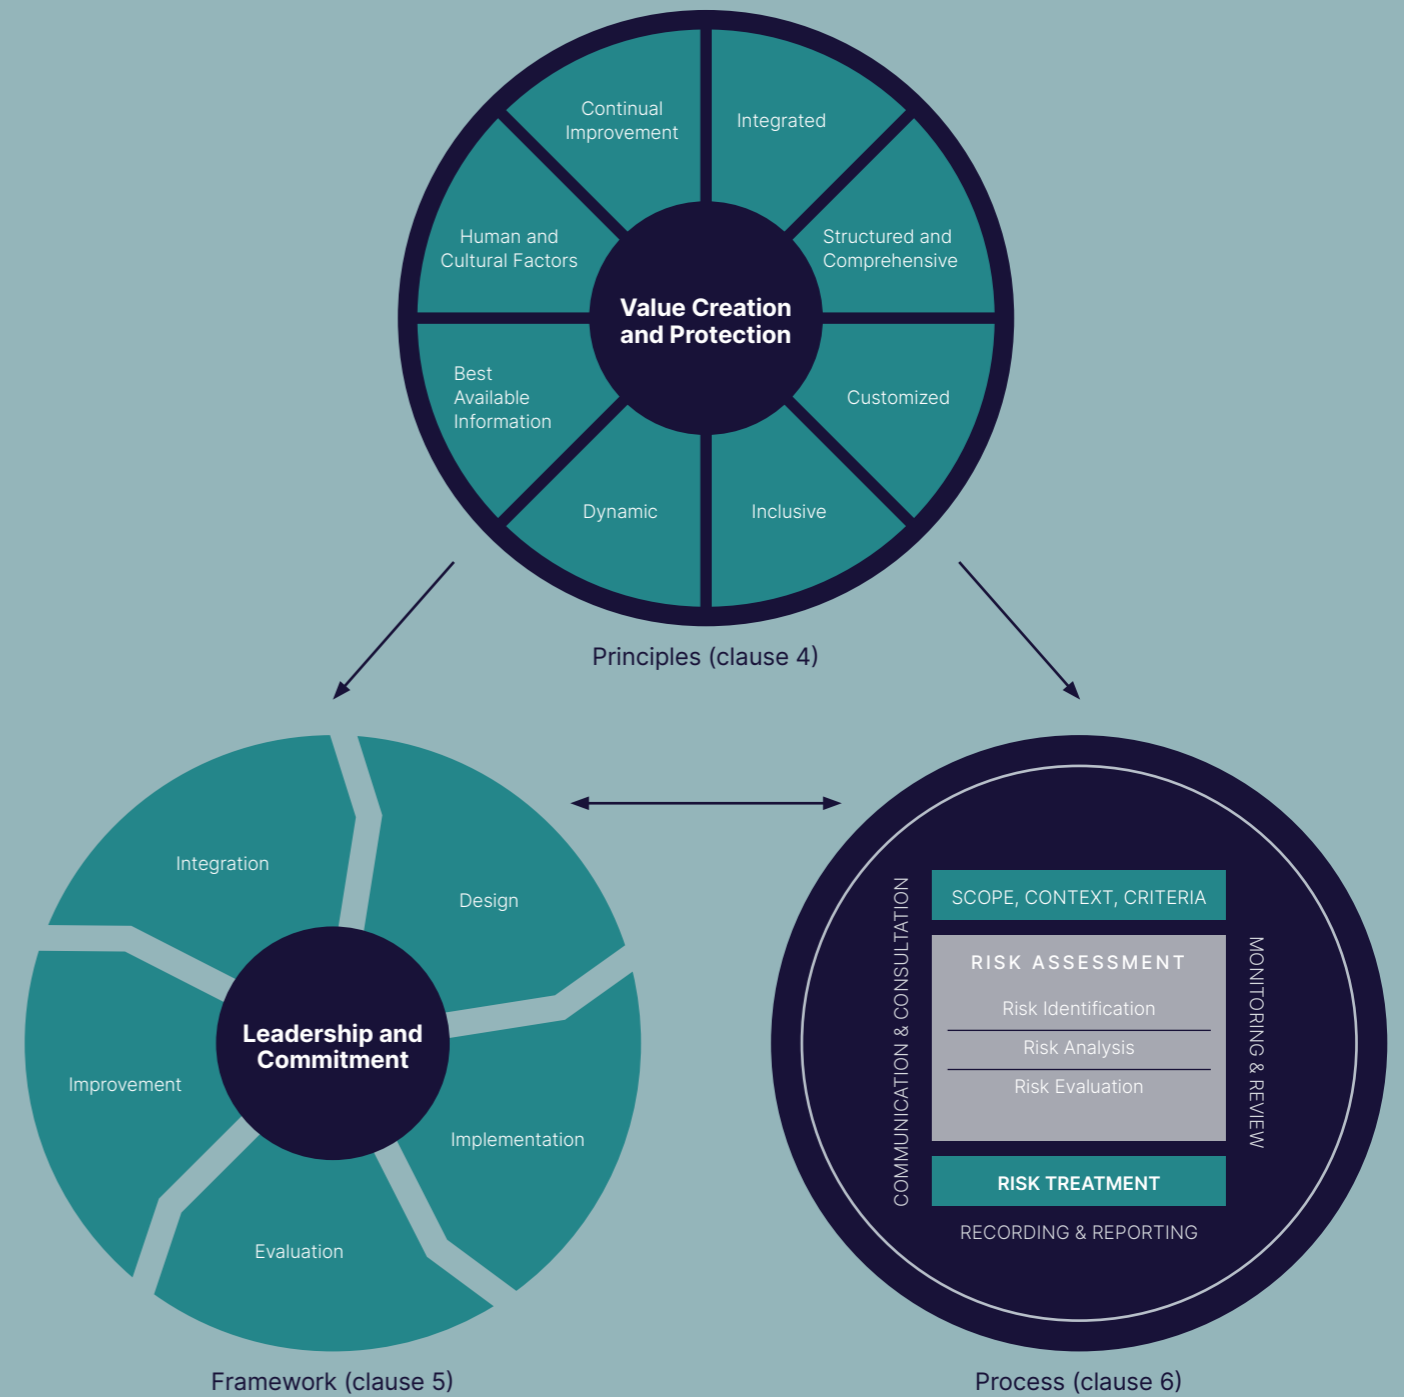 Continual
Improvement
Integrated
Human and
Cultural Factors
Structured and
Comprehensive
Value Creation
and Protection
Best
Available
Information
Customized
Dynamic
Inclusive
Principles (clause 4)
Integration
Design
Leadership and
Commitment
Improvement
Implementation
Evaluation
Framework (clause 5)
COMMUNICATION & CONSULTATION
SCOPE, CONTEXT, CRITERIA
RISK ASSESSMENT
Risk Identification
Risk Analysis
Risk Evaluation
MONITORING & REVIEW
RISK TREATMENT
RECORDING & REPORTING
Process (clause 6)